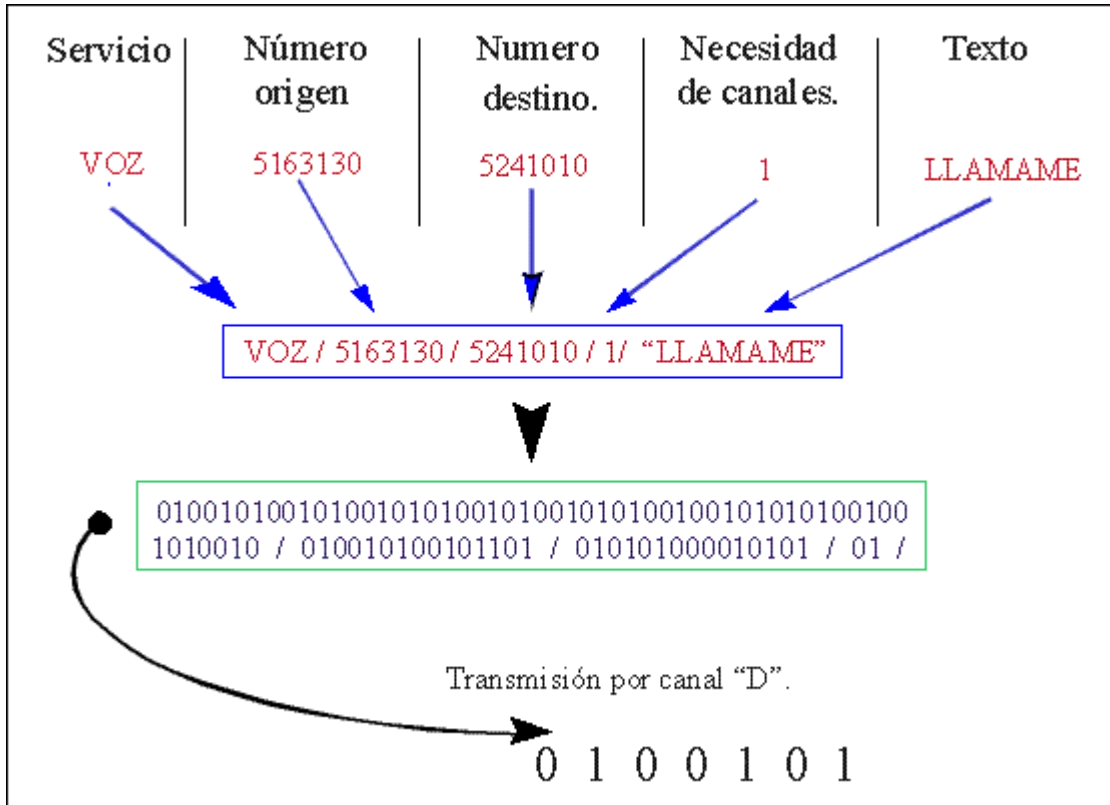 Servicio
Número
origen
Numero
destino.
Necesidad
de canales.
Texto
VOZ
5163130
5241010
1
LLAMAME
VOZ / 5163130 / 5241010 / 1/ “LLAMAME”
01001010010100101010010100101010010010101010100100
1010010 / 010010100101101 / 010101000010101 / 01 /
Transmisión por canal “D”.
0 1 0 0 1 0 1